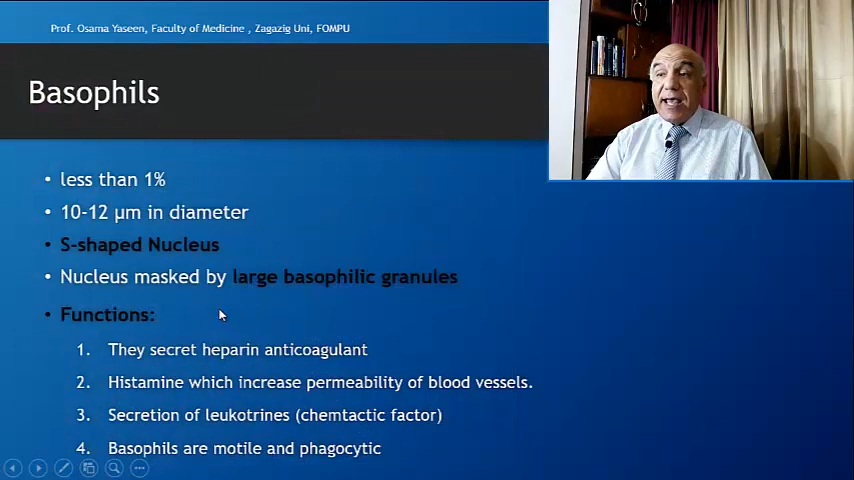 Prof. Osama Yaseen, Faculty of Medicine , Zagazig Uni, FOMPU
Basophils
• less than 1%
• 10-12 µm in diameter
• S-shaped Nucleus
• Nucleus masked by large basophilic granules
• Functions:
1. They secret heparin anticoagulant
2. Histamine which increase permeability of blood vessels.
3. Secretion of leukotrines (chemtactic factor)
4. Basophils are motile and phagocytic